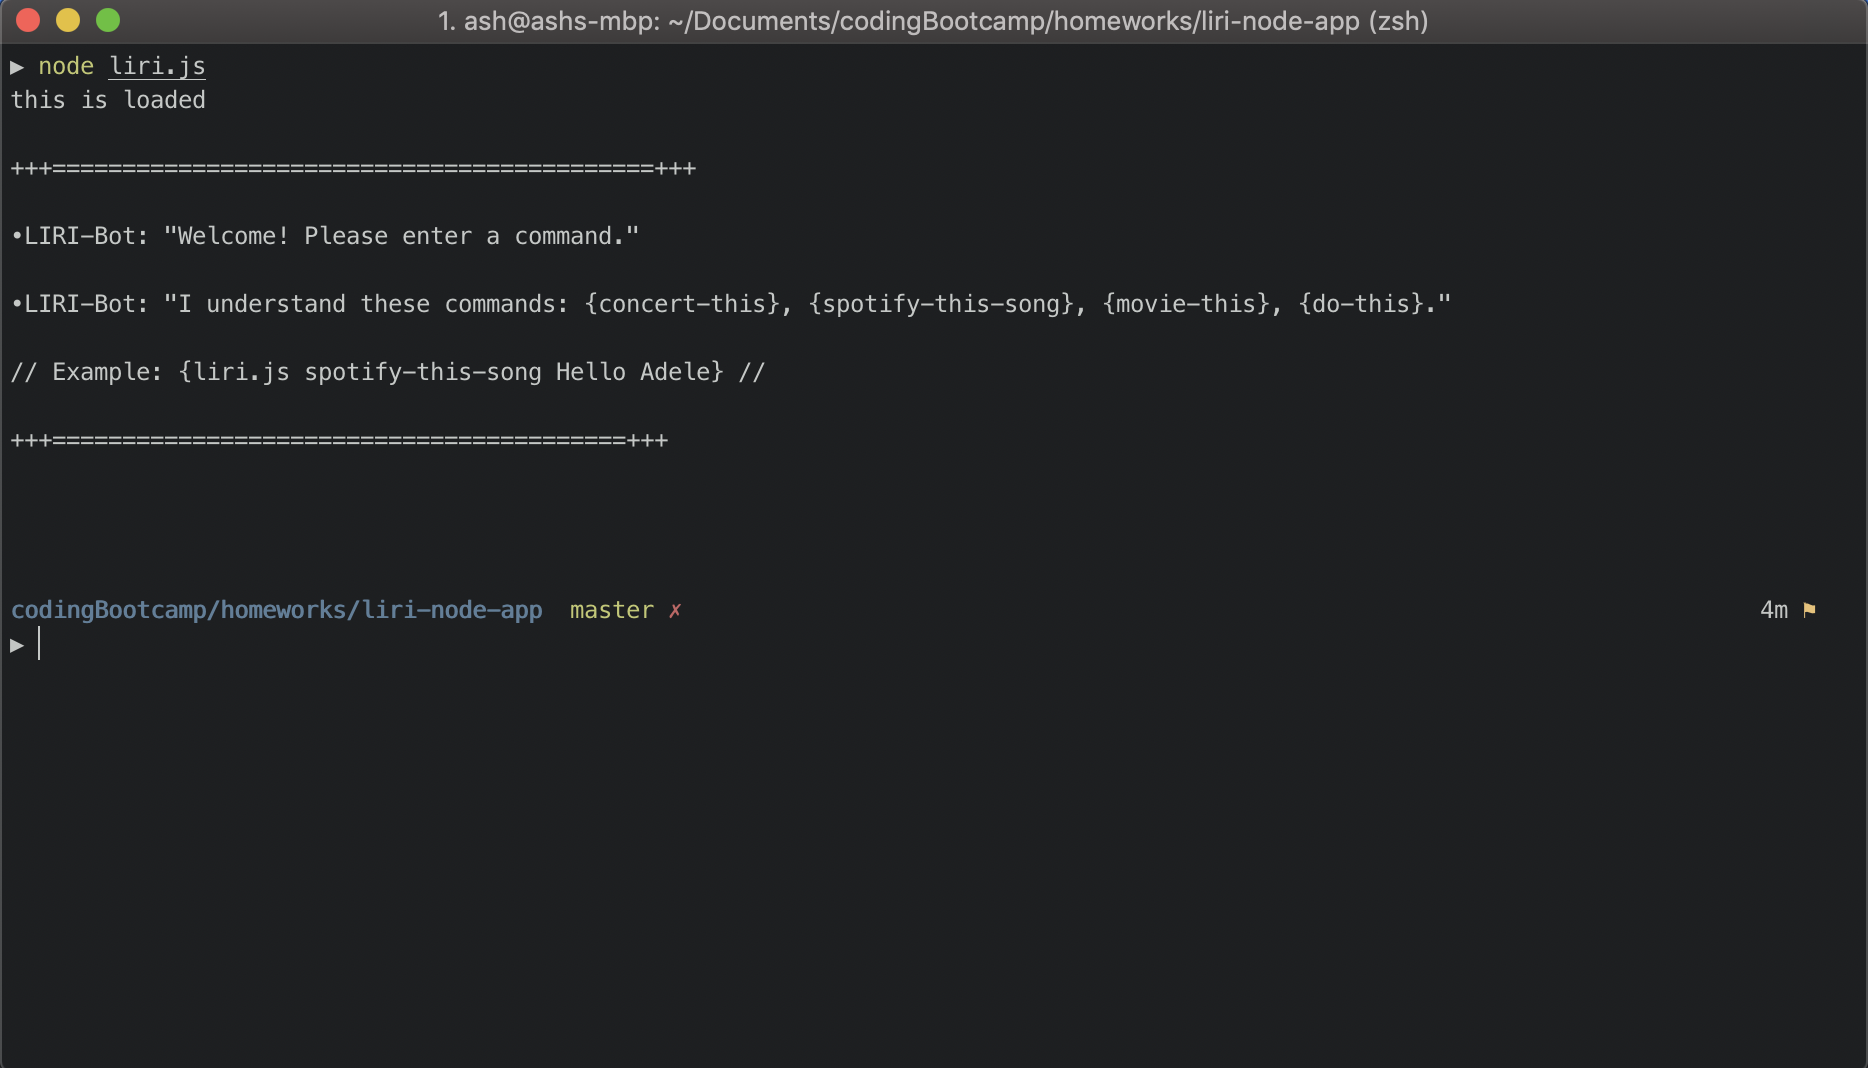 1. ash@ashs-mbp: ~/Documents/codingBootcamp/homeworks/liri-node-app (zsh)
▶ node liri.js
this is loaded
+++===========================================+++
•LIRI-Bot: "Welcome! Please enter a command."
•LIRI-Bot: "I understand these commands: {concert-this}, {spotify-this-song}, {movie-this}, {do-this}."
// Example: {liri.js spotify-this-song Hello Adele} //
+++=========================================+++
codingBootcamp/homeworks/liri-node-app  master ✗ 4m ⚑
▶